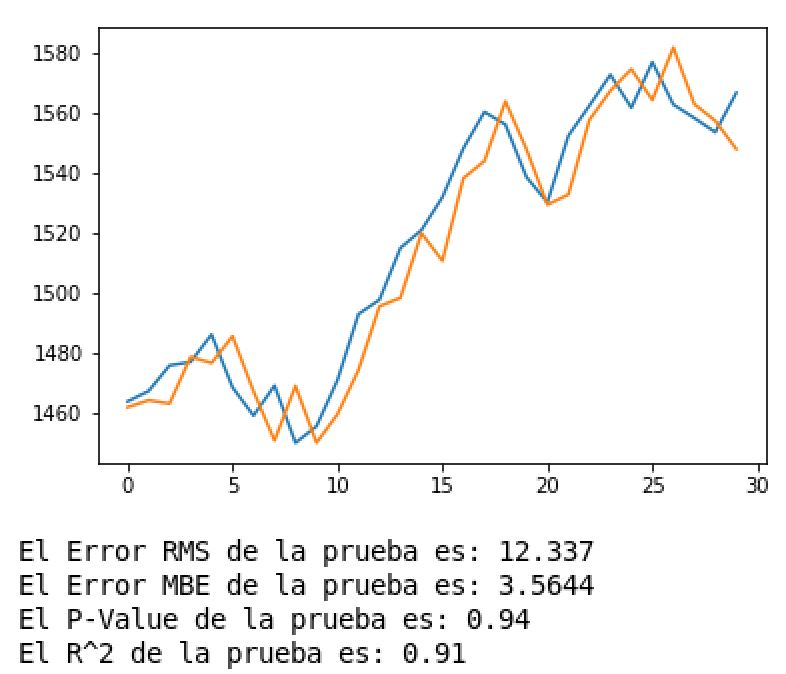 1580
1560
1540
1520
1500
1480
1460
0 5 10 15 20 25 30
El Error RMS de la prueba es: 12.337
El Error MBE de la prueba es: 3.5644
El P-Value de la prueba es: 0.94
El R^2 de la prueba es: 0.91